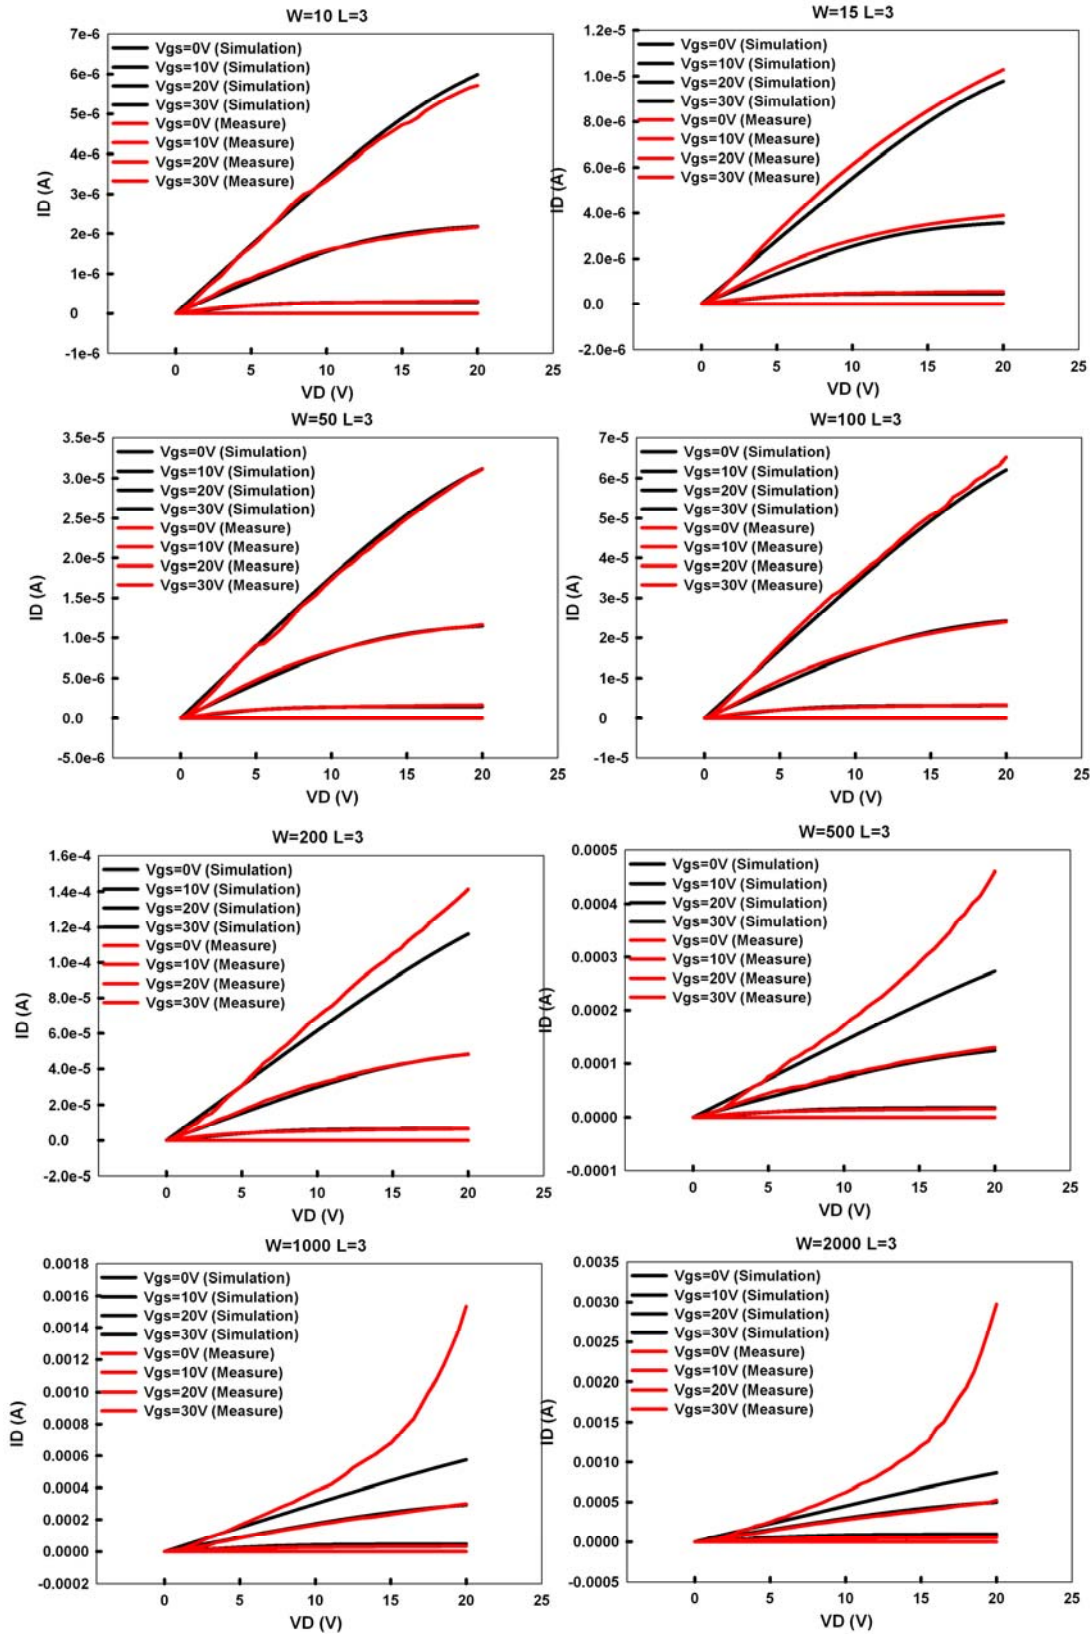 W=10 L=3
7e-6
6e-6
5e-6
4e-6
3e-6
2e-6
1e-6
0
-1e-6
Vgs=0V (Simulation)
Vgs=10V (Simulation)
Vgs=20V (Simulation)
Vgs=30V (Simulation)
Vgs=0V (Measure)
Vgs=10V (Measure)
Vgs=20V (Measure)
Vgs=30V (Measure)
ID (A)
0 5 10 15 20 25
VD (V)
W=15 L=3
1.2e-5
1.0e-5
8.0e-6
6.0e-6
4.0e-6
2.0e-6
0.0
-2.0e-6
Vgs=0V (Simulation)
Vgs=10V (Simulation)
Vgs=20V (Simulation)
Vgs=30V (Simulation)
Vgs=0V (Measure)
Vgs=10V (Measure)
Vgs=20V (Measure)
Vgs=30V (Measure)
ID (A)
0 5 10 15 20 25
VD (V)
W=50 L=3
3.5e-5
3.0e-5
2.5e-5
2.0e-5
1.5e-5
1.0e-5
5.0e-6
0.0
-5.0e-6
Vgs=0V (Simulation)
Vgs=10V (Simulation)
Vgs=20V (Simulation)
Vgs=30V (Simulation)
Vgs=0V (Measure)
Vgs=10V (Measure)
Vgs=20V (Measure)
Vgs=30V (Measure)
ID (A)
0 5 10 15 20 25
VD (V)
W=100 L=3
7e-5
6e-5
5e-5
4e-5
3e-5
2e-5
1e-5
0
-1e-5
Vgs=0V (Simulation)
Vgs=10V (Simulation)
Vgs=20V (Simulation)
Vgs=30V (Simulation)
Vgs=0V (Measure)
Vgs=10V (Measure)
Vgs=20V (Measure)
Vgs=30V (Measure)
ID (A)
0 5 10 15 20 25
VD (V)
W=200 L=3
1.6e-4
1.4e-4
1.2e-4
1.0e-4
8.0e-5
6.0e-5
4.0e-5
2.0e-5
0.0
-2.0e-5
Vgs=0V (Simulation)
Vgs=10V (Simulation)
Vgs=20V (Simulation)
Vgs=30V (Simulation)
Vgs=0V (Measure)
Vgs=10V (Measure)
Vgs=20V (Measure)
Vgs=30V (Measure)
ID (A)
0 5 10 15 20 25
VD (V)
W=500 L=3
0.0005
0.0004
0.0003
0.0002
0.0001
0.0000
-0.0001
Vgs=0V (Simulation)
Vgs=10V (Simulation)
Vgs=20V (Simulation)
Vgs=30V (Simulation)
Vgs=0V (Measure)
Vgs=10V (Measure)
Vgs=20V (Measure)
Vgs=30V (Measure)
ID (A)
0 5 10 15 20 25
VD (V)
W=1000 L=3
0.0018
0.0016
0.0014
0.0012
0.0010
0.0008
0.0006
0.0004
0.0002
0.0000
-0.0002
Vgs=0V (Simulation)
Vgs=10V (Simulation)
Vgs=20V (Simulation)
Vgs=30V (Simulation)
Vgs=0V (Measure)
Vgs=10V (Measure)
Vgs=20V (Measure)
Vgs=30V (Measure)
ID (A)
0 5 10 15 20 25
VD (V)
W=2000 L=3
0.0035
0.0030
0.0025
0.0020
0.0015
0.0010
0.0005
0.0000
-0.0005
Vgs=0V (Simulation)
Vgs=10V (Simulation)
Vgs=20V (Simulation)
Vgs=30V (Simulation)
Vgs=0V (Measure)
Vgs=10V (Measure)
Vgs=20V (Measure)
Vgs=30V (Measure)
ID (A)
0 5 10 15 20 25
VD (V)